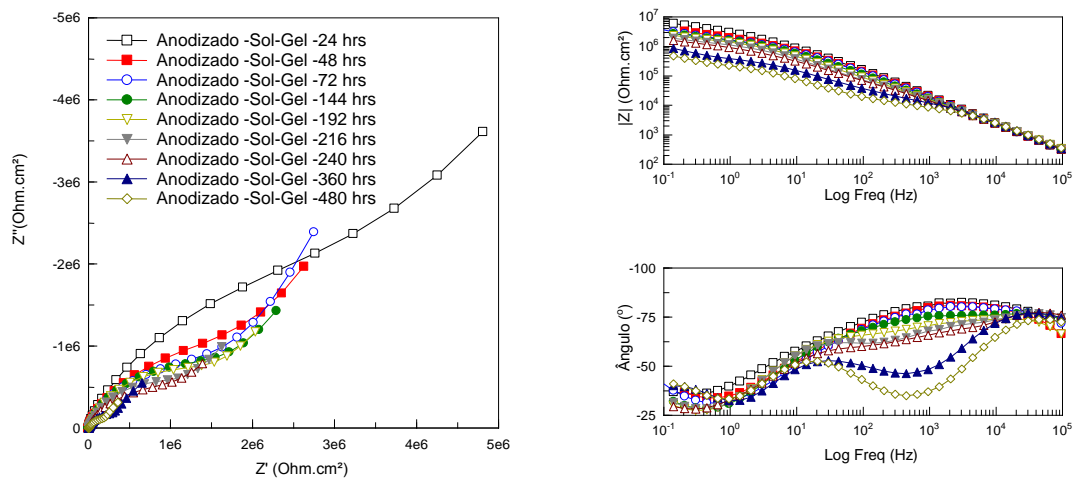 -5e6
-4e6
-3e6
-2e6
-1e6
0
Z''(Ohm.cm²)
Anodizado -Sol-Gel -24 hrs
Anodizado -Sol-Gel -48 hrs
Anodizado -Sol-Gel -72 hrs
Anodizado -Sol-Gel -144 hrs
Anodizado -Sol-Gel -192 hrs
Anodizado -Sol-Gel -216 hrs
Anodizado -Sol-Gel -240 hrs
Anodizado -Sol-Gel -360 hrs
Anodizado -Sol-Gel -480 hrs
0 1e6 2e6 3e6 4e6 5e6
Z' (Ohm.cm²)
10⁷
10⁶
10⁵
10⁴
10³
10²
|Z| (Ohm.cm²)
10⁻¹ 10⁰ 10¹ 10² 10³ 10⁴ 10⁵
Log Freq (Hz)
-100
-75
-50
-25
Ângulo (º)
10⁻¹ 10⁰ 10¹ 10² 10³ 10⁴ 10⁵
Log Freq (Hz)